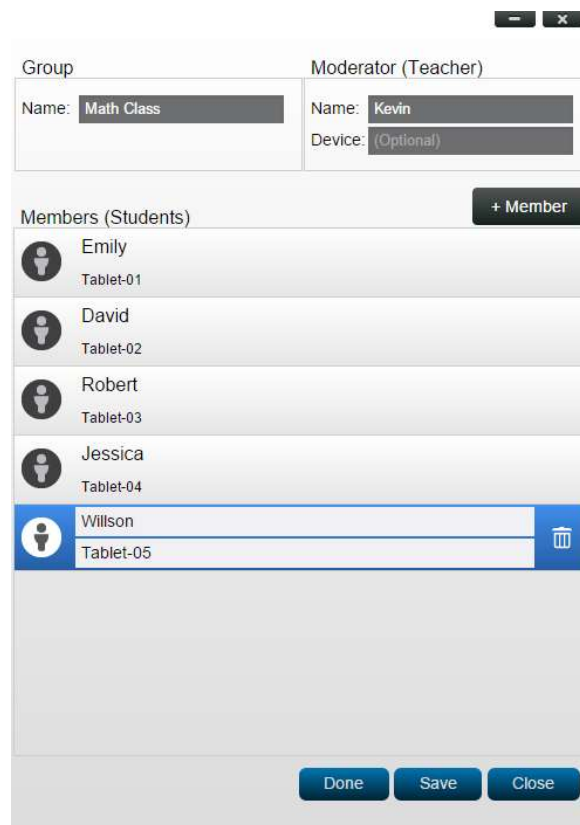 Group
Name: Math Class
Moderator (Teacher)
Name: Kevin
Device: (Optional)
Members (Students)
+ Member
Emily
Tablet-01
David
Tablet-02
Robert
Tablet-03
Jessica
Tablet-04
Willson
Tablet-05
Done Save Close